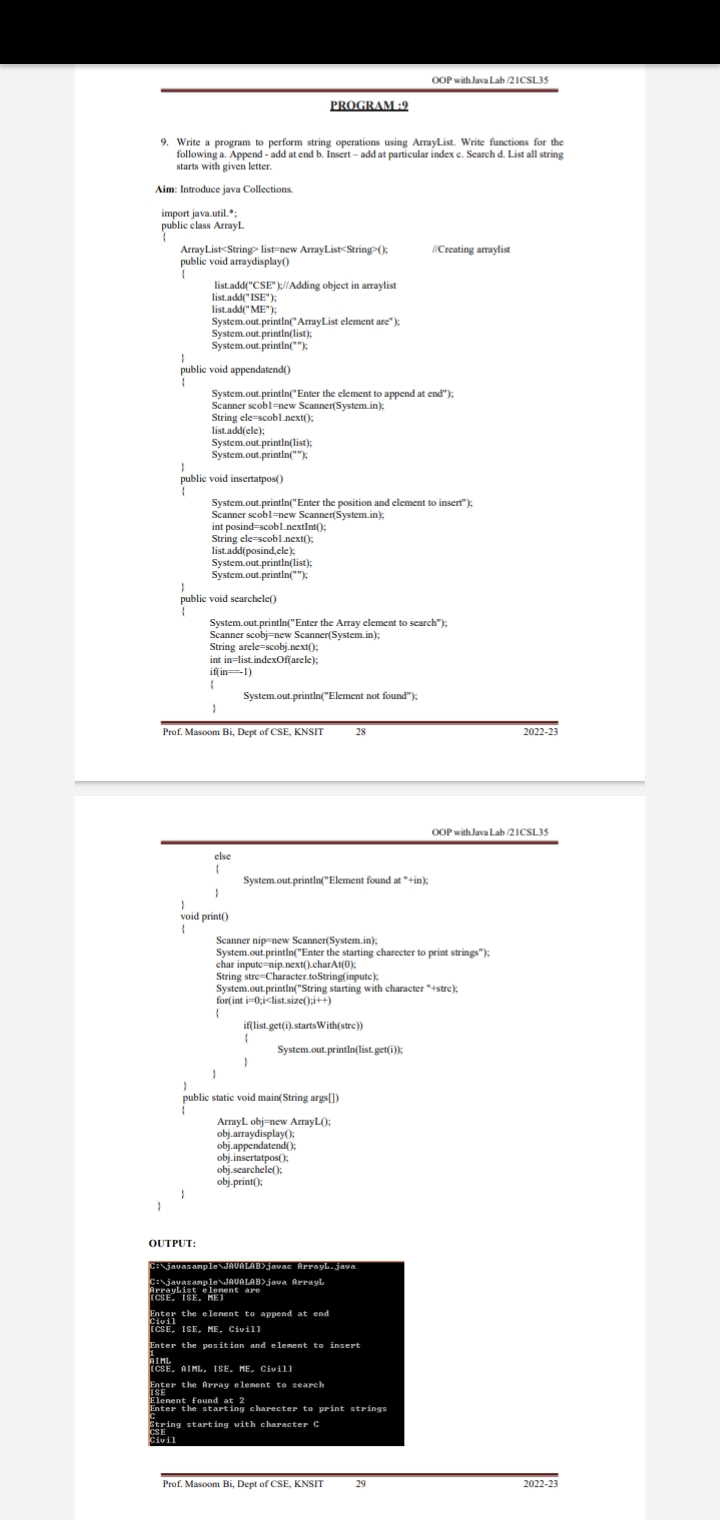 OOP withJava Lab /21CSL35
PROGRAM :9
9. Write a program to perform string operations using ArrayList. Write functions for the
following a. Append - add at end b. Insert – add at particular index c. Search d. List all string
starts with given letter.
Aim: Introduce java Collections.
import java.util.*;
public class ArrayL
{
ArrayList<String> list=new ArrayList<String>(); //Creating arraylist
public void arraydisplay()
{
list.add("CSE");//Adding object in arraylist
list.add("ISE");
list.add("ME");
System.out.println("ArrayList element are");
System.out.println(list);
System.out.println("");
}
public void appendatend()
{
System.out.println("Enter the element to append at end");
Scanner scob1=new Scanner(System.in);
String ele=scob1.next();
list.add(ele);
System.out.println(list);
System.out.println("");
}
public void insertatpos()
{
System.out.println("Enter the position and element to insert");
Scanner scob1=new Scanner(System.in);
int posind=scob1.nextInt();
String ele=scob1.next();
list.add(posind,ele);
System.out.println(list);
System.out.println("");
}
public void searchele()
{
System.out.println("Enter the Array element to search");
Scanner scobj=new Scanner(System.in);
String arele=scobj.next();
int in=list.indexOf(arele);
if(in==-1)
{
System.out.println("Element not found");
}
Prof. Masoom Bi, Dept of CSE, KNSIT 28 2022-23
OOP withJava Lab /21CSL35
else
{
System.out.println("Element found at "+in);
}
}
void print()
{
Scanner nip=new Scanner(System.in);
System.out.println("Enter the starting charecter to print strings");
char inputc=nip.next().charAt(0);
String strc=Character.toString(inputc);
System.out.println("String starting with character "+strc);
for(int i=0;i<list.size();i++)
{
if(list.get(i).startsWith(strc))
{
System.out.println(list.get(i));
}
}
}
public static void main(String args[])
{
ArrayL obj=new ArrayL();
obj.arraydisplay();
obj.appendatend();
obj.insertatpos();
obj.searchele();
obj.print();
}
}
OUTPUT:
C:\javasample\JAVALAB>javac ArrayL.java
C:\javasample\JAVALAB>java ArrayL
ArrayList element are
[CSE, ISE, ME]
Enter the element to append at end
Civil
[CSE, ISE, ME, Civil]
Enter the position and element to insert
1
AIML
[CSE, AIML, ISE, ME, Civil]
Enter the Array element to search
ISE
Element found at 2
Enter the starting charecter to print strings
C
String starting with character C
CSE
Civil
Prof. Masoom Bi, Dept of CSE, KNSIT 29 2022-23